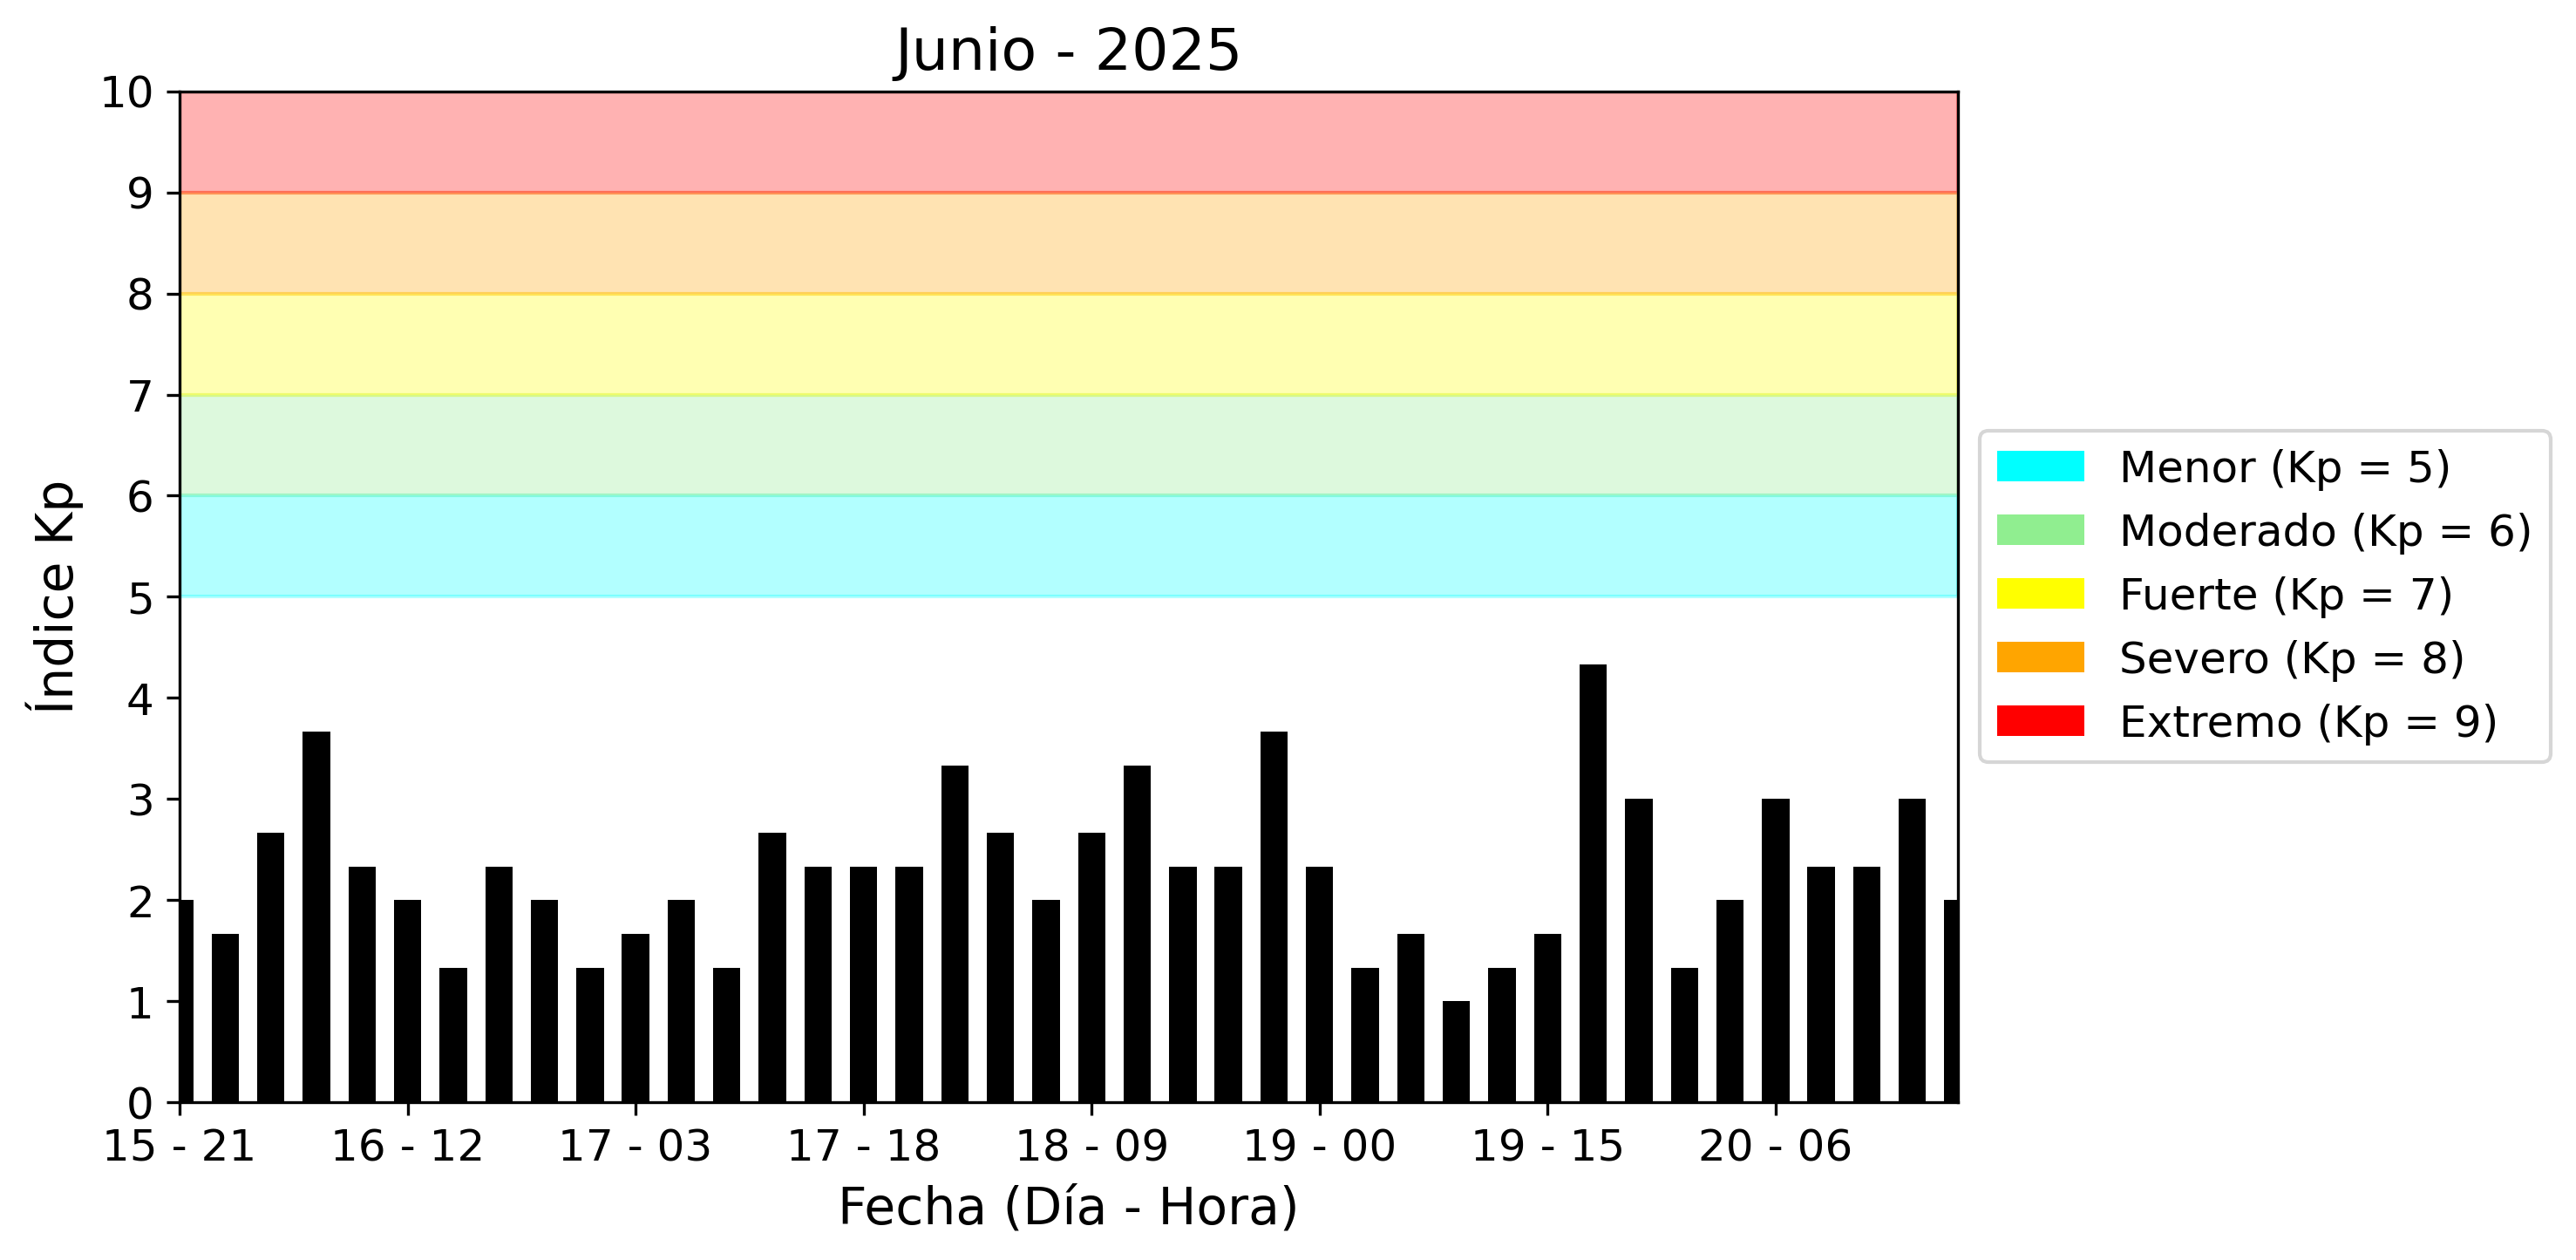 Junio - 2025
10
9
8
7
6
5
4
3
2
1
0
Índice Kp
15 - 21 16 - 12 17 - 03 17 - 18 18 - 09 19 - 00 19 - 15 20 - 06
Fecha (Día - Hora)
Menor (Kp = 5)
Moderado (Kp = 6)
Fuerte (Kp = 7)
Severo (Kp = 8)
Extremo (Kp = 9)